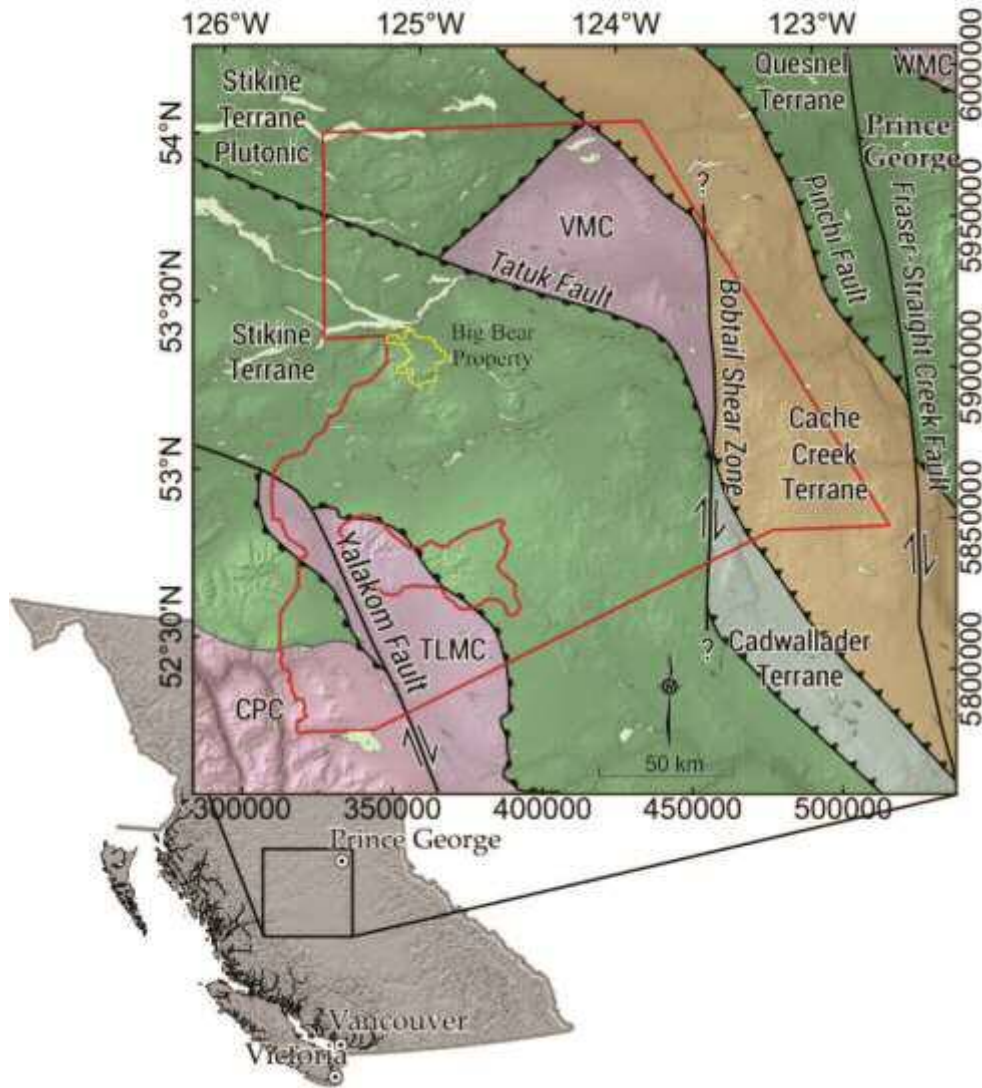 126°W
125°W
124°W
123°W
Stikine
Terrane
Plutonic
Quesnel
Terrane
WMC
Prince
George
54°N
53°30'N
53°N
52°30'N
6000000
5950000
5900000
5850000
5800000
VMC
Tatuk Fault
Pinchi Fault
Fraser-Straight Creek Fault
?
Bobtail Shear Zone
Big Bear
Property
Stikine
Terrane
Cache
Creek
Terrane
Yalakom Fault
TLMC
CPC
?
Cadwallader
Terrane
50 km
300000
350000
400000
450000
500000
Prince George
Vancouver
Victoria